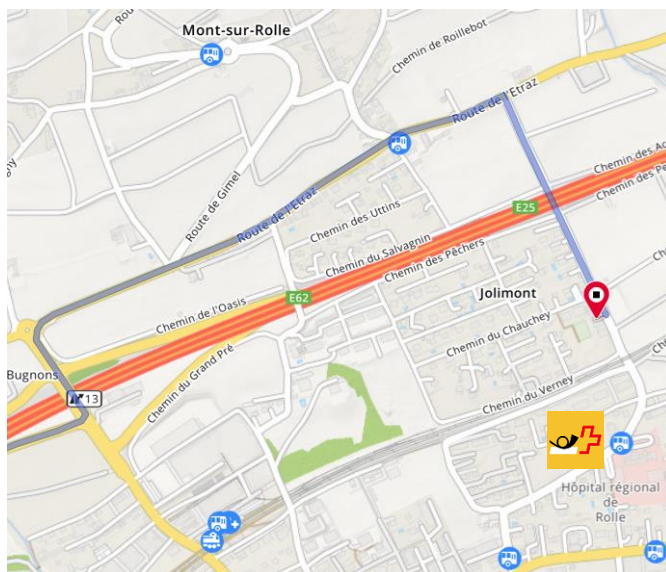 Mont-sur-Rolle
Chemin de Roillebot
Route de l'Etraz
Route de Gimel
Chemin des Ac
Chemin des Pe
E25
Route de l'Etraz
Chemin des Uttins
Chemin du Salvagnin
Chemin des Pêchers
E62
Jolimont
Chemin de l'Oasis
Chemin du Chauchey
Bugnons
Chemin du Grand Pré
13
Chemin du Verney
Hôpital régional
de
Rolle